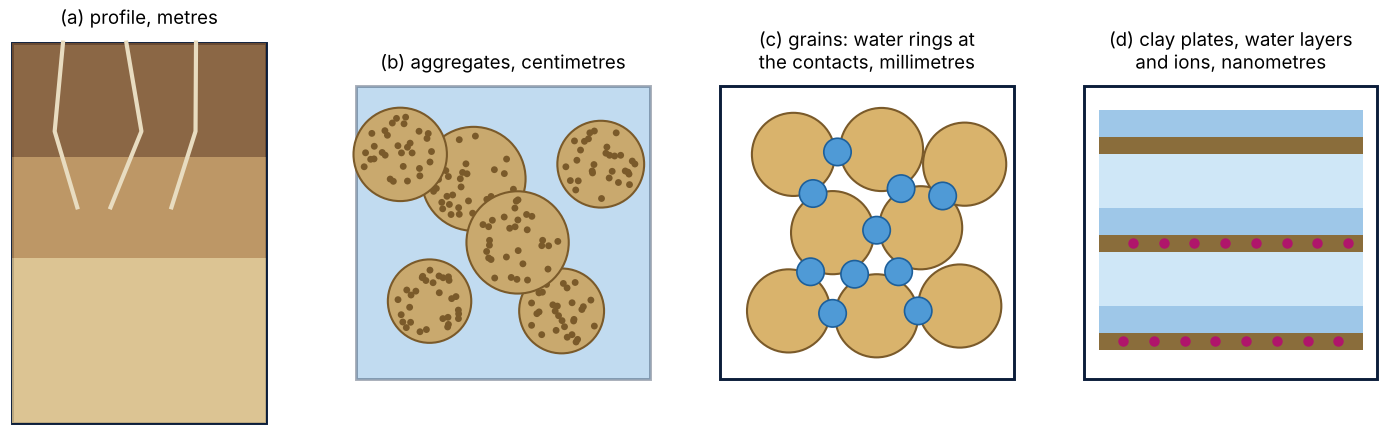 (a) profile, metres
(b) aggregates, centimetres
(c) grains: water rings at
the contacts, millimetres
(d) clay plates, water layers
and ions, nanometres